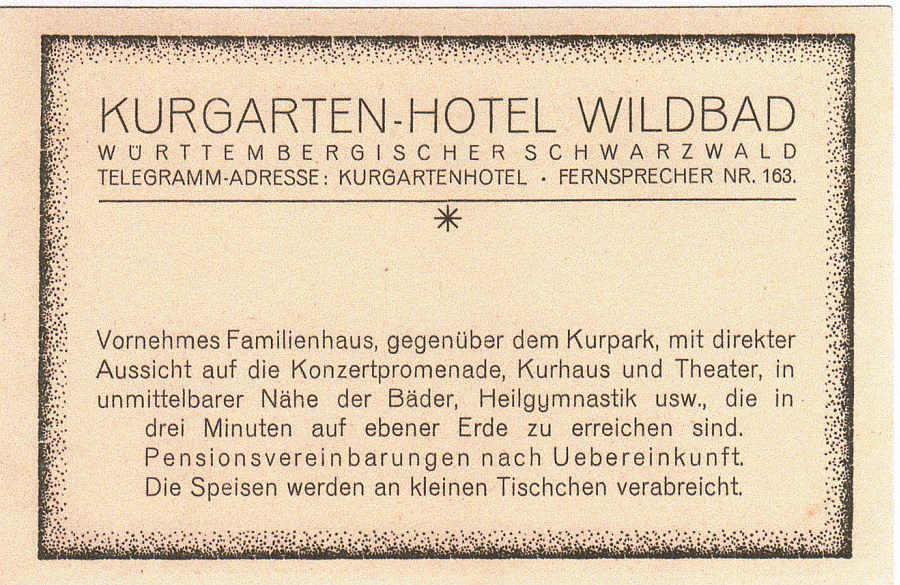 KURGARTEN-HOTEL WILDBAD
WÜRTTEMBERGISCHER SCHWARZWALD
TELEGRAMM-ADRESSE: KURGARTENHOTEL · FERNSPRECHER NR. 163.
Vornehmes Familienhaus, gegenüber dem Kurpark, mit direkter
Aussicht auf die Konzertpromenade, Kurhaus und Theater, in
unmittelbarer Nähe der Bäder, Heilgymnastik usw., die in
drei Minuten auf ebener Erde zu erreichen sind.
Pensionsvereinbarungen nach Uebereinkunft.
Die Speisen werden an kleinen Tischchen verabreicht.